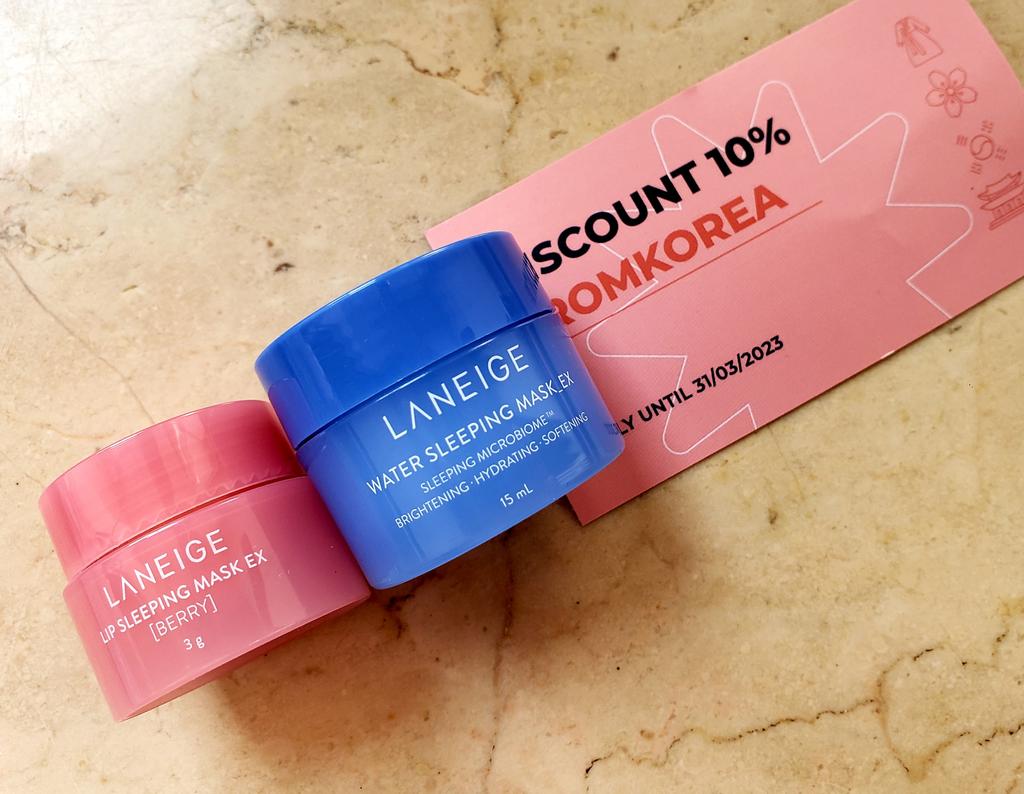 LANEIGE
LIP SLEEPING MASK EX
[BERRY]
3 g
LANEIGE
WATER SLEEPING MASK_EX
SLEEPING MICROBIOME™
BRIGHTENING · HYDRATING · SOFTENING
15 mL
ISCOUNT 10%
ROMKOREA
LY UNTIL 31/03/2023